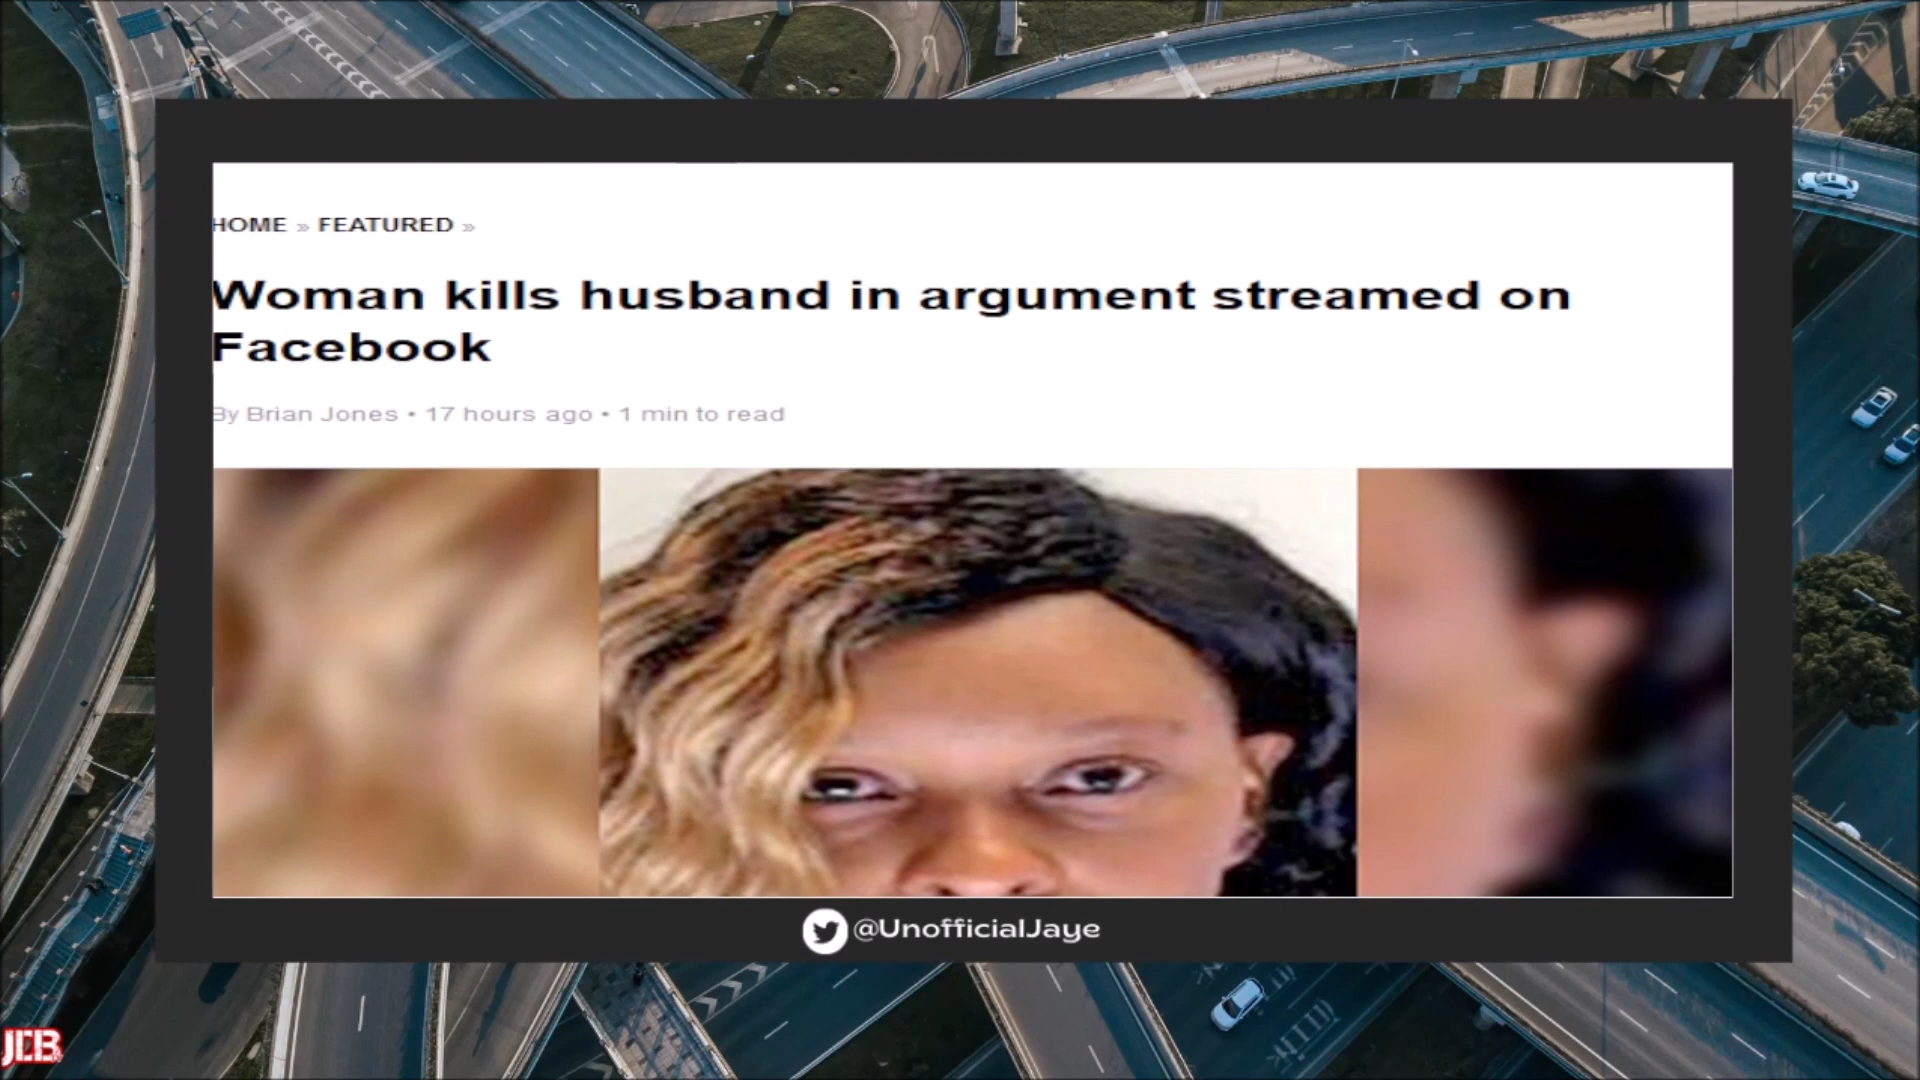 HOME » FEATURED »
Woman kills husband in argument streamed on
Facebook
By Brian Jones • 17 hours ago • 1 min to read
@UnofficialJaye
JEB